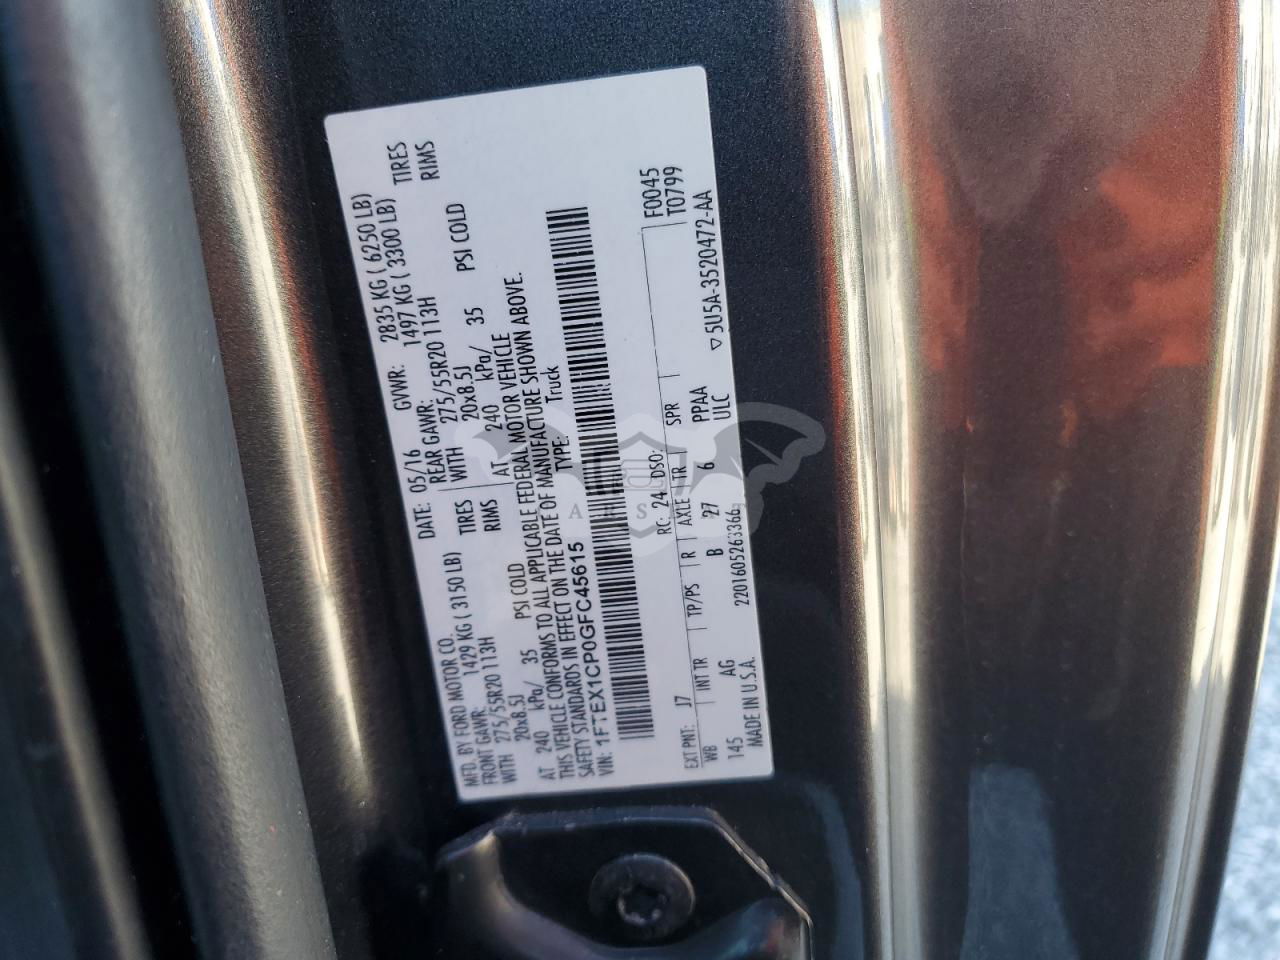 MFD. BY FORD MOTOR CO.
DATE: 05/16 GVWR: 2835 KG ( 6250 LB)
FRONT GAWR: 1429 KG ( 3150 LB) REAR GAWR: 1497 KG ( 3300 LB)
WITH 275/55R20 113H TIRES WITH 275/55R20 113H TIRES
20x8.5J RIMS 20x8.5J RIMS
AT 240 kPa/ 35 PSI COLD AT 240 kPa/ 35 PSI COLD
THIS VEHICLE CONFORMS TO ALL APPLICABLE FEDERAL MOTOR VEHICLE
SAFETY STANDARDS IN EFFECT ON THE DATE OF MANUFACTURE SHOWN ABOVE.
VIN: 1FTEX1CP0GFC45615 TYPE: Truck
F0045
T0799
EXT PNT: J7 RC: 24 DSO:
WB INT TR TP/PS R AXLE TR SPR
145 AG B 27 6 PPAA
MADE IN U.S.A. 2201605263366 ULC
▽5U5A-3520472-AA